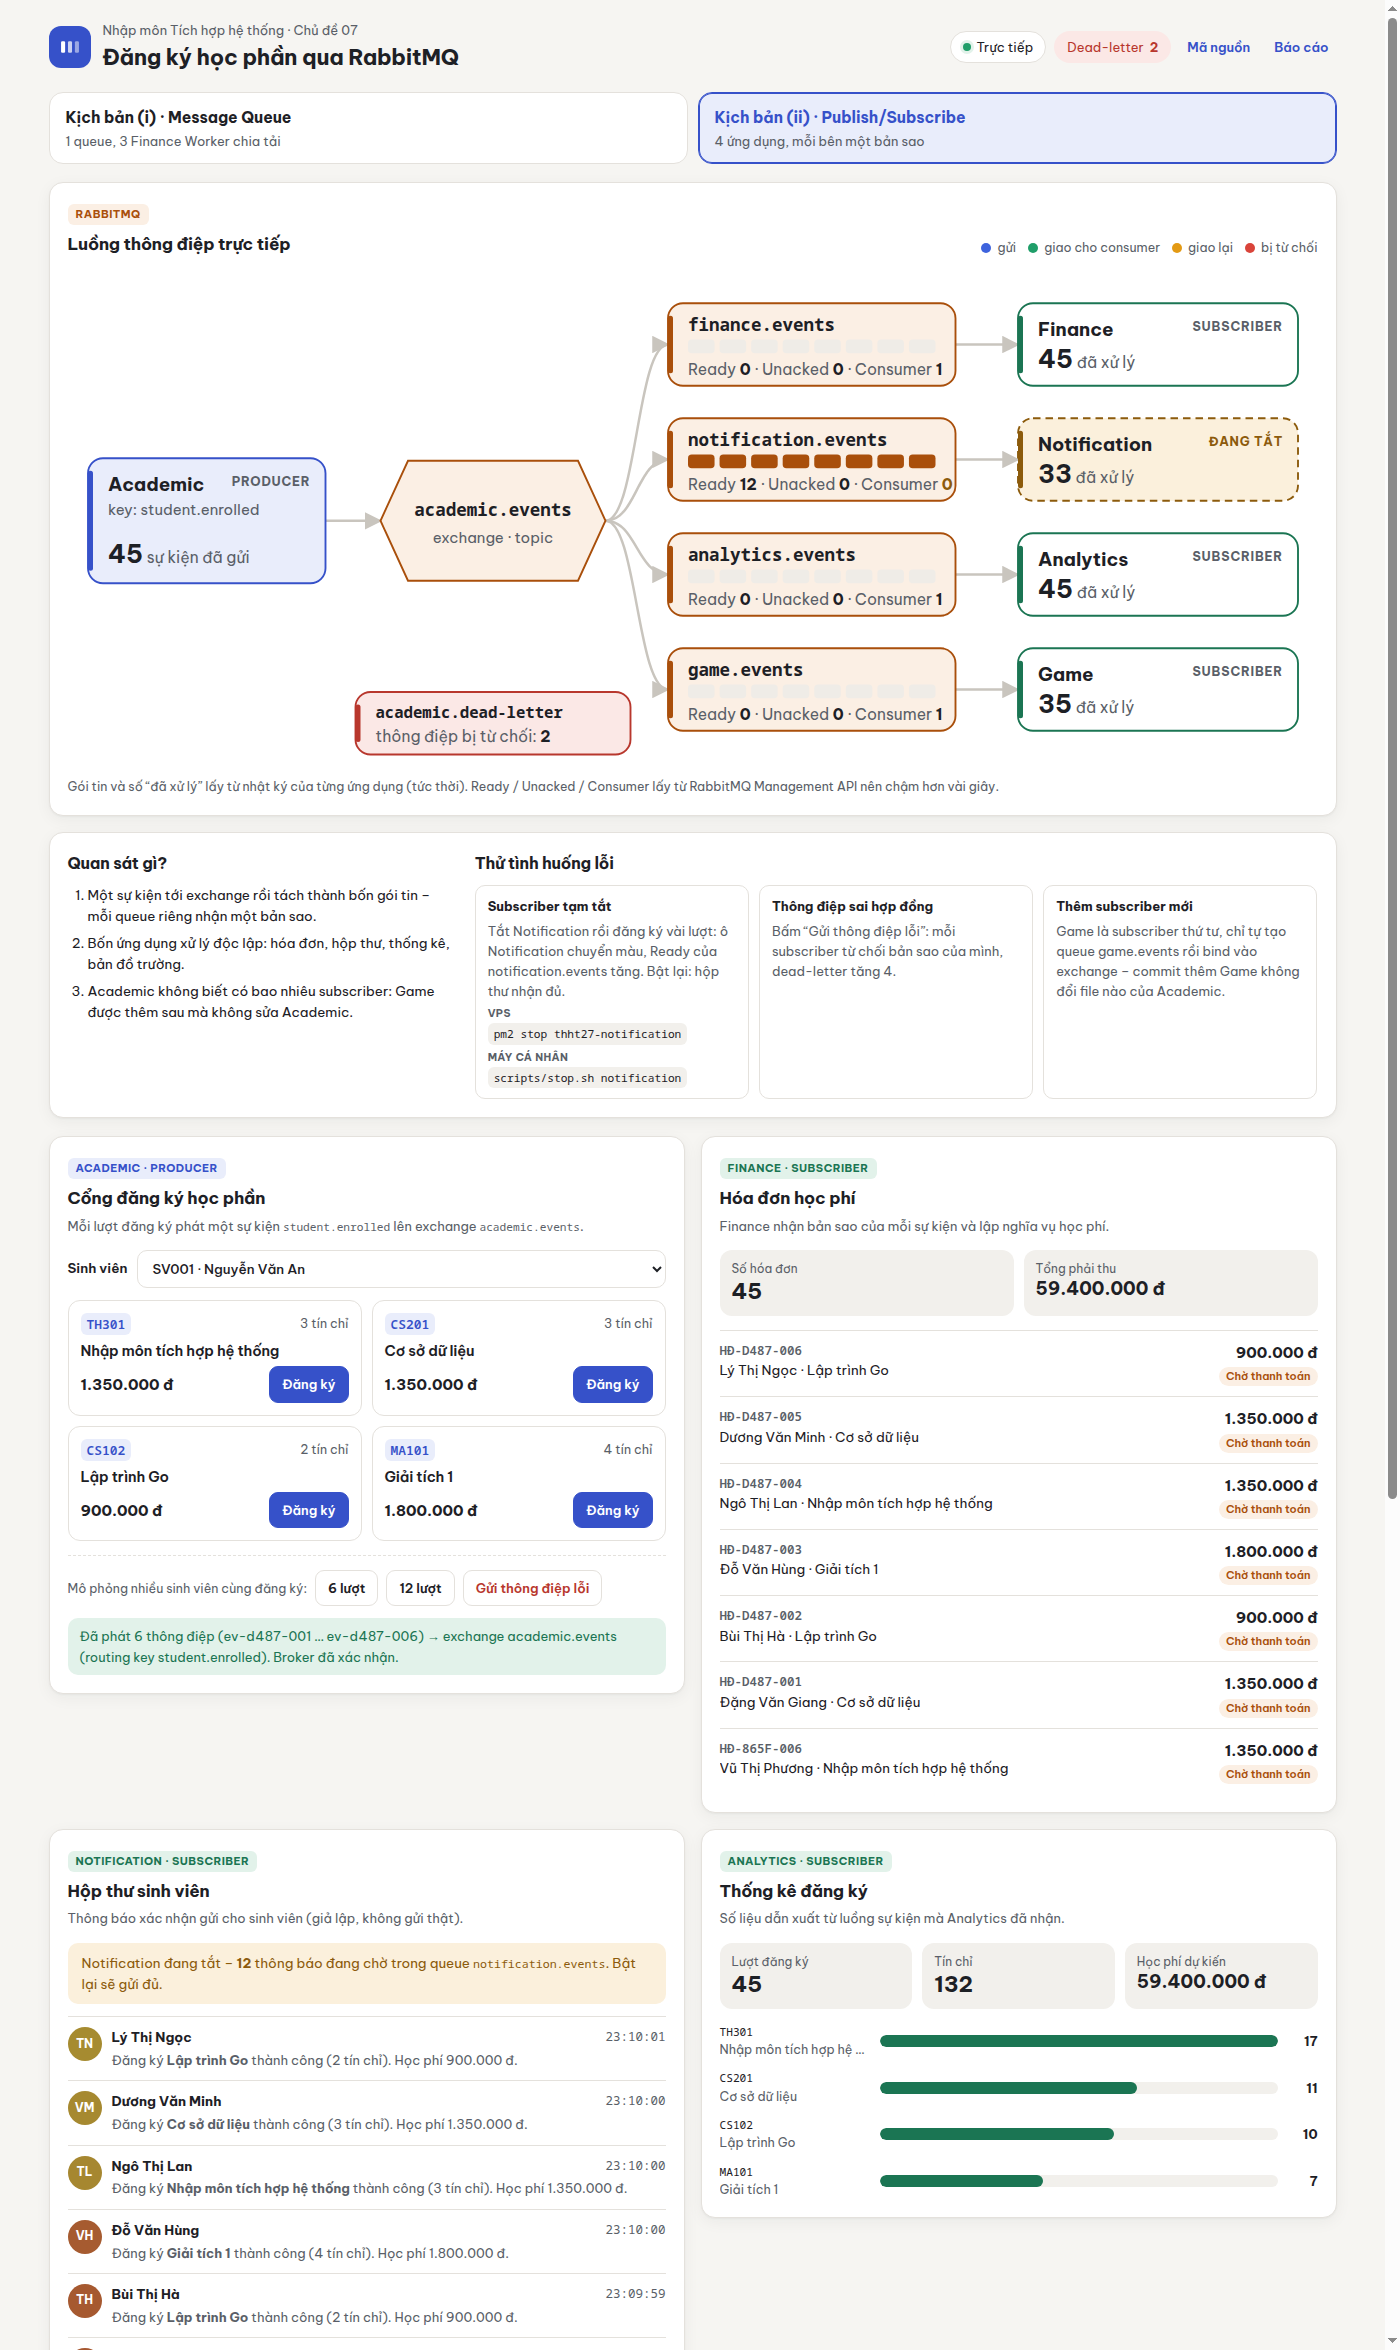 Nhập môn Tích hợp hệ thống · Chủ đề 07
Đăng ký học phần qua RabbitMQ
Trực tiếp
Dead-letter 2
Mã nguồn
Báo cáo
Kịch bản (i) · Message Queue
1 queue, 3 Finance Worker chia tải
Kịch bản (ii) · Publish/Subscribe
4 ứng dụng, mỗi bên một bản sao
RABBITMQ
Luồng thông điệp trực tiếp
gửi
giao cho consumer
giao lại
bị từ chối
Academic PRODUCER
key: student.enrolled
45 sự kiện đã gửi
academic.events
exchange · topic
finance.events
Ready 0 · Unacked 0 · Consumer 1
notification.events
Ready 12 · Unacked 0 · Consumer 0
analytics.events
Ready 0 · Unacked 0 · Consumer 1
game.events
Ready 0 · Unacked 0 · Consumer 1
Finance SUBSCRIBER
45 đã xử lý
Notification ĐANG TẮT
33 đã xử lý
Analytics SUBSCRIBER
45 đã xử lý
Game SUBSCRIBER
35 đã xử lý
academic.dead-letter
thông điệp bị từ chối: 2
Gói tin và số “đã xử lý” lấy từ nhật ký của từng ứng dụng (tức thời). Ready / Unacked / Consumer lấy từ RabbitMQ Management API nên chậm hơn vài giây.
Quan sát gì?
1. Một sự kiện tới exchange rồi tách thành bốn gói tin –
mỗi queue riêng nhận một bản sao.
2. Bốn ứng dụng xử lý độc lập: hóa đơn, hộp thư, thống kê,
bản đồ trường.
3. Academic không biết có bao nhiêu subscriber: Game
được thêm sau mà không sửa Academic.
Thử tình huống lỗi
Subscriber tạm tắt
Tắt Notification rồi đăng ký vài lượt: ô
Notification chuyển màu, Ready của
notification.events tăng. Bật lại: hộp
thư nhận đủ.
VPS
pm2 stop thht27-notification
MÁY CÁ NHÂN
scripts/stop.sh notification
Thông điệp sai hợp đồng
Bấm “Gửi thông điệp lỗi”: mỗi
subscriber từ chối bản sao của mình,
dead-letter tăng 4.
Thêm subscriber mới
Game là subscriber thứ tư, chỉ tự tạo
queue game.events rồi bind vào
exchange – commit thêm Game không
đổi file nào của Academic.
ACADEMIC · PRODUCER
Cổng đăng ký học phần
Mỗi lượt đăng ký phát một sự kiện student.enrolled lên exchange academic.events.
Sinh viên
SV001 · Nguyễn Văn An
TH301 3 tín chỉ
Nhập môn tích hợp hệ thống
1.350.000 đ Đăng ký
CS201 3 tín chỉ
Cơ sở dữ liệu
1.350.000 đ Đăng ký
CS102 2 tín chỉ
Lập trình Go
900.000 đ Đăng ký
MA101 4 tín chỉ
Giải tích 1
1.800.000 đ Đăng ký
Mô phỏng nhiều sinh viên cùng đăng ký: 6 lượt 12 lượt Gửi thông điệp lỗi
Đã phát 6 thông điệp (ev-d487-001 … ev-d487-006) → exchange academic.events
(routing key student.enrolled). Broker đã xác nhận.
FINANCE · SUBSCRIBER
Hóa đơn học phí
Finance nhận bản sao của mỗi sự kiện và lập nghĩa vụ học phí.
Số hóa đơn
45
Tổng phải thu
59.400.000 đ
HĐ-D487-006
Lý Thị Ngọc · Lập trình Go
900.000 đ
Chờ thanh toán
HĐ-D487-005
Dương Văn Minh · Cơ sở dữ liệu
1.350.000 đ
Chờ thanh toán
HĐ-D487-004
Ngô Thị Lan · Nhập môn tích hợp hệ thống
1.350.000 đ
Chờ thanh toán
HĐ-D487-003
Đỗ Văn Hùng · Giải tích 1
1.800.000 đ
Chờ thanh toán
HĐ-D487-002
Bùi Thị Hà · Lập trình Go
900.000 đ
Chờ thanh toán
HĐ-D487-001
Đặng Văn Giang · Cơ sở dữ liệu
1.350.000 đ
Chờ thanh toán
HĐ-865F-006
Vũ Thị Phương · Nhập môn tích hợp hệ thống
1.350.000 đ
Chờ thanh toán
NOTIFICATION · SUBSCRIBER
Hộp thư sinh viên
Thông báo xác nhận gửi cho sinh viên (giả lập, không gửi thật).
Notification đang tắt – 12 thông báo đang chờ trong queue notification.events. Bật
lại sẽ gửi đủ.
TN Lý Thị Ngọc 23:10:01
Đăng ký Lập trình Go thành công (2 tín chỉ). Học phí 900.000 đ.
VM Dương Văn Minh 23:10:00
Đăng ký Cơ sở dữ liệu thành công (3 tín chỉ). Học phí 1.350.000 đ.
TL Ngô Thị Lan 23:10:00
Đăng ký Nhập môn tích hợp hệ thống thành công (3 tín chỉ). Học phí 1.350.000 đ.
VH Đỗ Văn Hùng 23:10:00
Đăng ký Giải tích 1 thành công (4 tín chỉ). Học phí 1.800.000 đ.
TH Bùi Thị Hà 23:09:59
Đăng ký Lập trình Go thành công (2 tín chỉ). Học phí 900.000 đ.
ANALYTICS · SUBSCRIBER
Thống kê đăng ký
Số liệu dẫn xuất từ luồng sự kiện mà Analytics đã nhận.
Lượt đăng ký
45
Tín chỉ
132
Học phí dự kiến
59.400.000 đ
TH301
Nhập môn tích hợp hệ … 17
CS201
Cơ sở dữ liệu 11
CS102
Lập trình Go 10
MA101
Giải tích 1 7